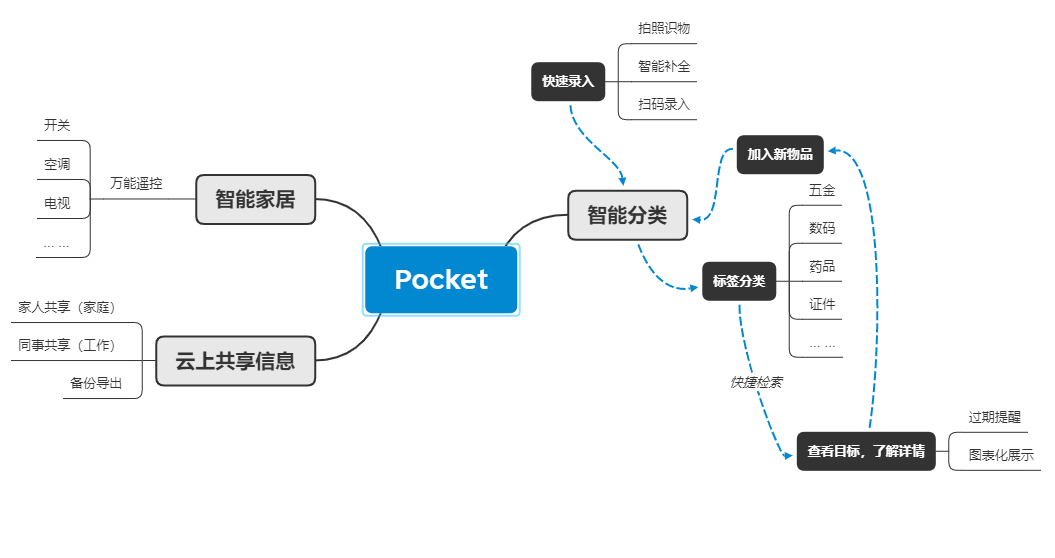 拍照识物
快速录入
智能补全
扫码录入
开关
空调
万能遥控
电视
... ...
智能家居
智能分类
加入新物品
五金
数码
药品
标签分类
证件
... ...
Pocket
家人共享（家庭）
同事共享（工作）
云上共享信息
备份导出
快捷检索
查看目标，了解详情
过期提醒
图表化展示